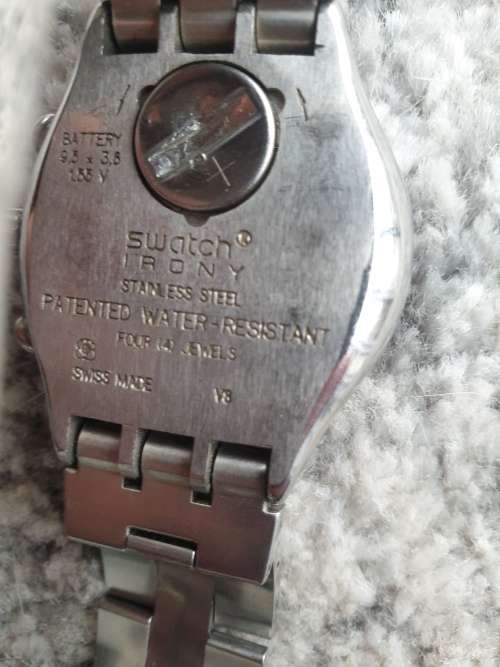 BATTERY
9,5 x 3,6
1.55 V
swatch
IRONY
STAINLESS STEEL
PATENTED WATER-RESISTANT
FOUR (4) JEWELS
SWISS MADE V8